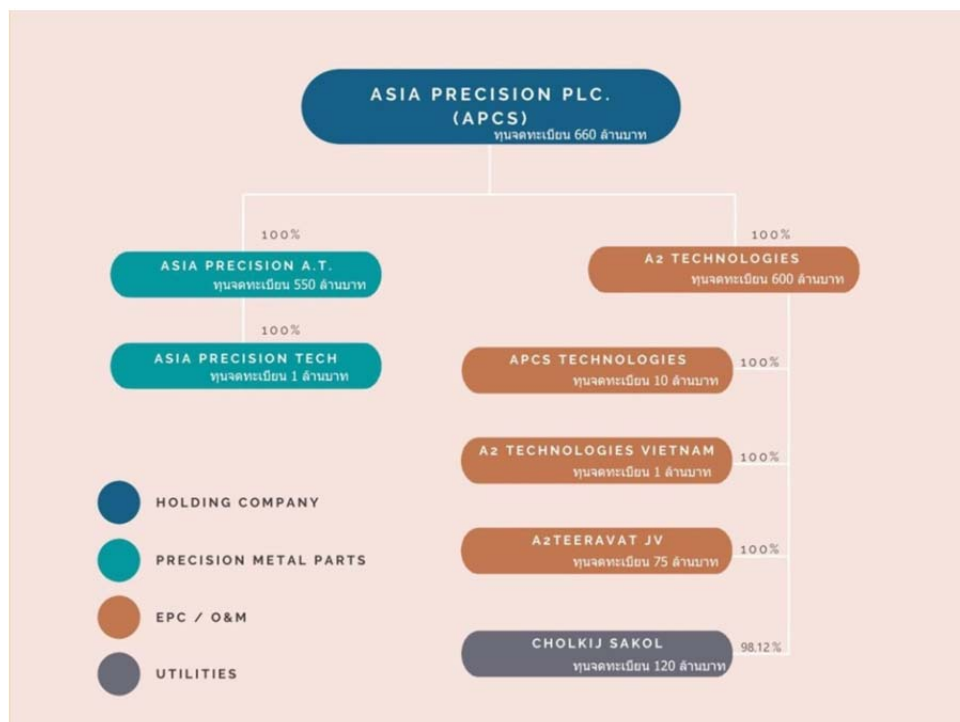 ASIA PRECISION PLC.
(APCS)
ทุนจดทะเบียน 660 ล้านบาท
100%
ASIA PRECISION A.T.
ทุนจดทะเบียน 550 ล้านบาท
100%
ASIA PRECISION TECH
ทุนจดทะเบียน 1 ล้านบาท
100%
A2 TECHNOLOGIES
ทุนจดทะเบียน 600 ล้านบาท
APCS TECHNOLOGIES
ทุนจดทะเบียน 10 ล้านบาท
100%
A2 TECHNOLOGIES VIETNAM
ทุนจดทะเบียน 1 ล้านบาท
100%
A2TEERAVAT JV
ทุนจดทะเบียน 75 ล้านบาท
100%
CHOLKIJ SAKOL
ทุนจดทะเบียน 120 ล้านบาท
98.12%
HOLDING COMPANY
PRECISION METAL PARTS
EPC / O&M
UTILITIES